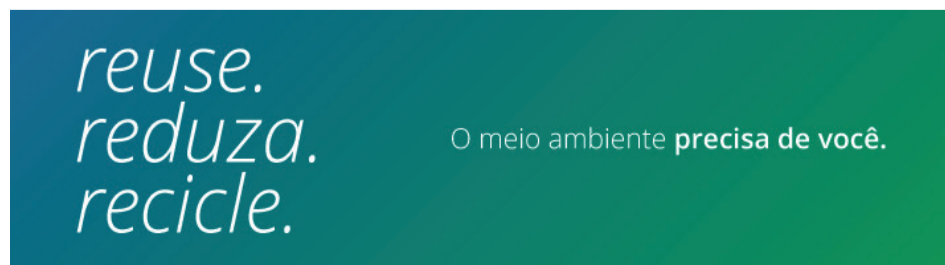 reuse.
reduza.
recicle.
O meio ambiente precisa de você.